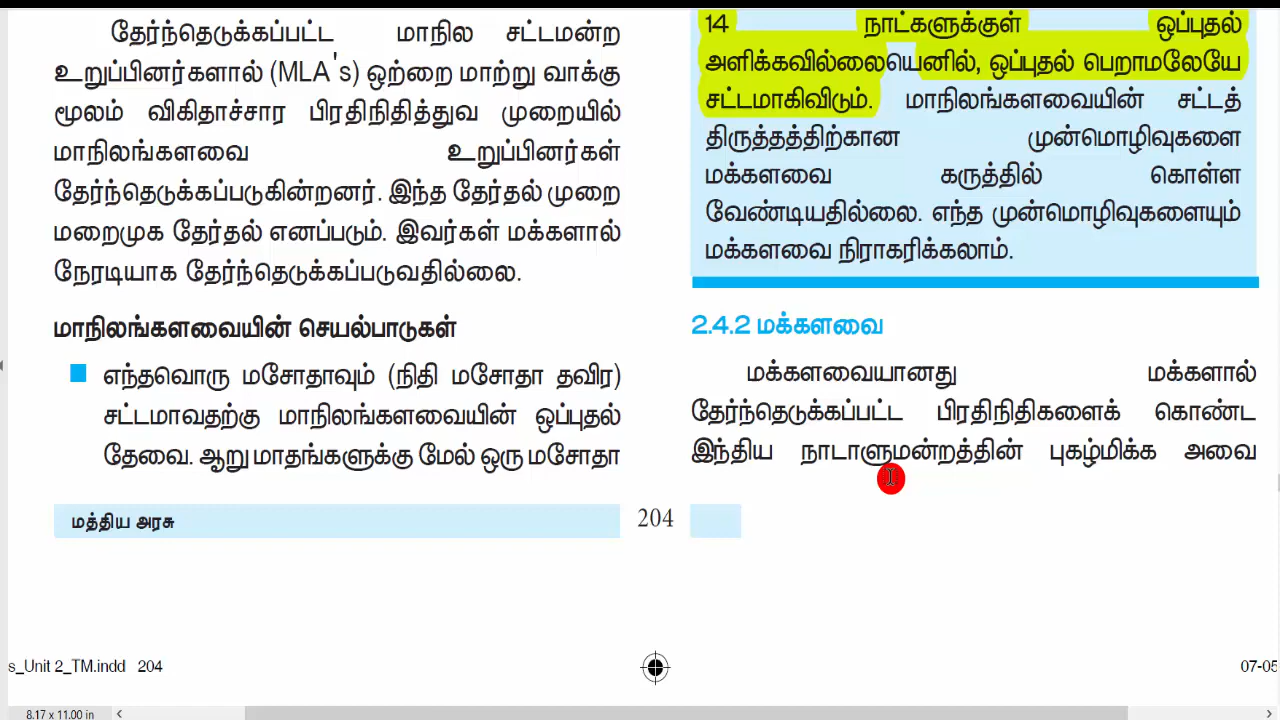 தேர்ந்தெடுக்கப்பட்ட மாநில சட்டமன்ற
உறுப்பினர்களால் (MLA's) ஒற்றை மாற்று வாக்கு
மூலம் விகிதாச்சார பிரதிநிதித்துவ முறையில்
மாநிலங்களவை உறுப்பினர்கள்
தேர்ந்தெடுக்கப்படுகின்றனர். இந்த தேர்தல் முறை
மறைமுக தேர்தல் எனப்படும். இவர்கள் மக்களால்
நேரடியாக தேர்ந்தெடுக்கப்படுவதில்லை.
மாநிலங்களவையின் செயல்பாடுகள்
எந்தவொரு மசோதாவும் (நிதி மசோதா தவிர)
சட்டமாவதற்கு மாநிலங்களவையின் ஒப்புதல்
தேவை. ஆறு மாதங்களுக்கு மேல் ஒரு மசோதா
14 நாட்களுக்குள் ஒப்புதல்
அளிக்கவில்லையெனில், ஒப்புதல் பெறாமலேயே
சட்டமாகிவிடும். மாநிலங்களவையின் சட்டத்
திருத்தத்திற்கான முன்மொழிவுகளை
மக்களவை கருத்தில் கொள்ள
வேண்டியதில்லை. எந்த முன்மொழிவுகளையும்
மக்களவை நிராகரிக்கலாம்.
2.4.2 மக்களவை
மக்களவையானது மக்களால்
தேர்ந்தெடுக்கப்பட்ட பிரதிநிதிகளைக் கொண்ட
இந்திய நாடாளுமன்றத்தின் புகழ்மிக்க அவை
மத்திய அரசு
204
s_Unit 2_TM.indd 204
07-05
8.17 x 11.00 in